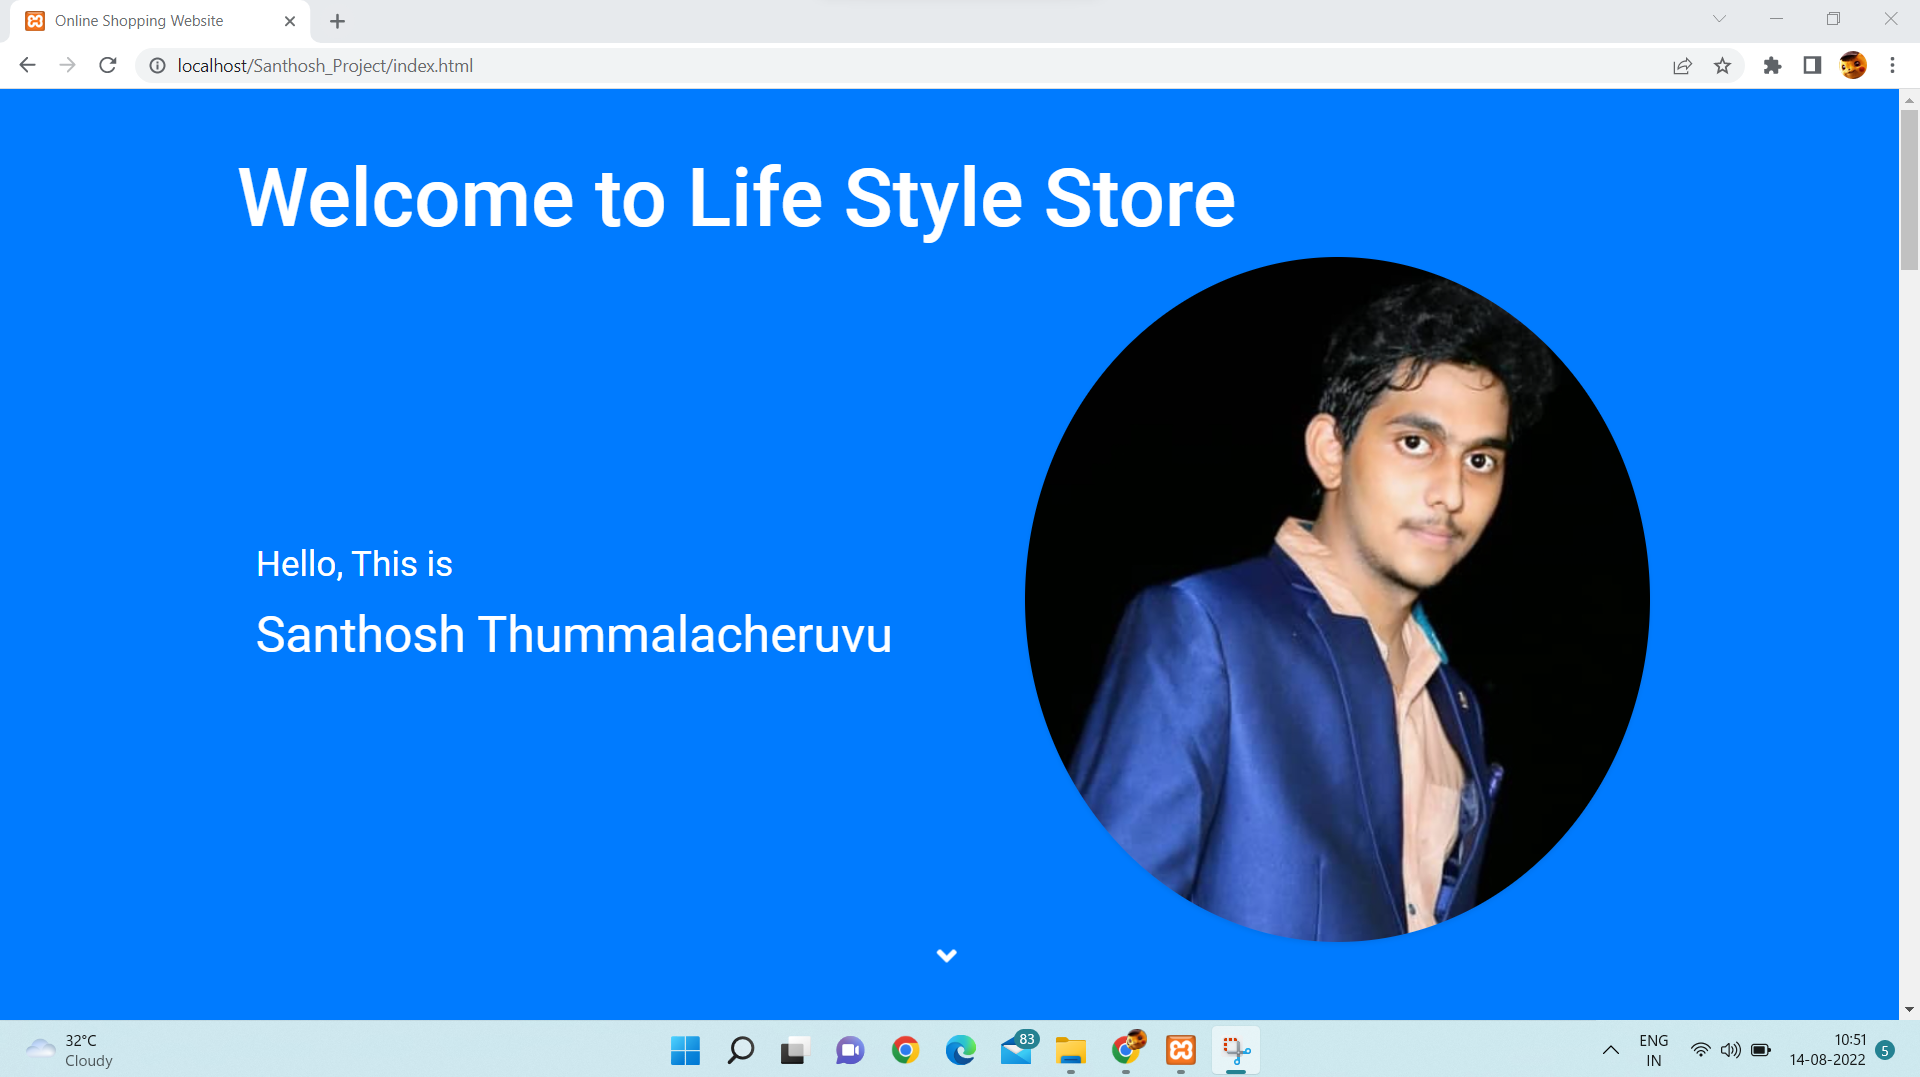 Online Shopping Website
localhost/Santhosh_Project/index.html
Welcome to Life Style Store
Hello, This is
Santhosh Thummalacheruvu
32°C
Cloudy
83
ENG
IN
10:51
14-08-2022
5